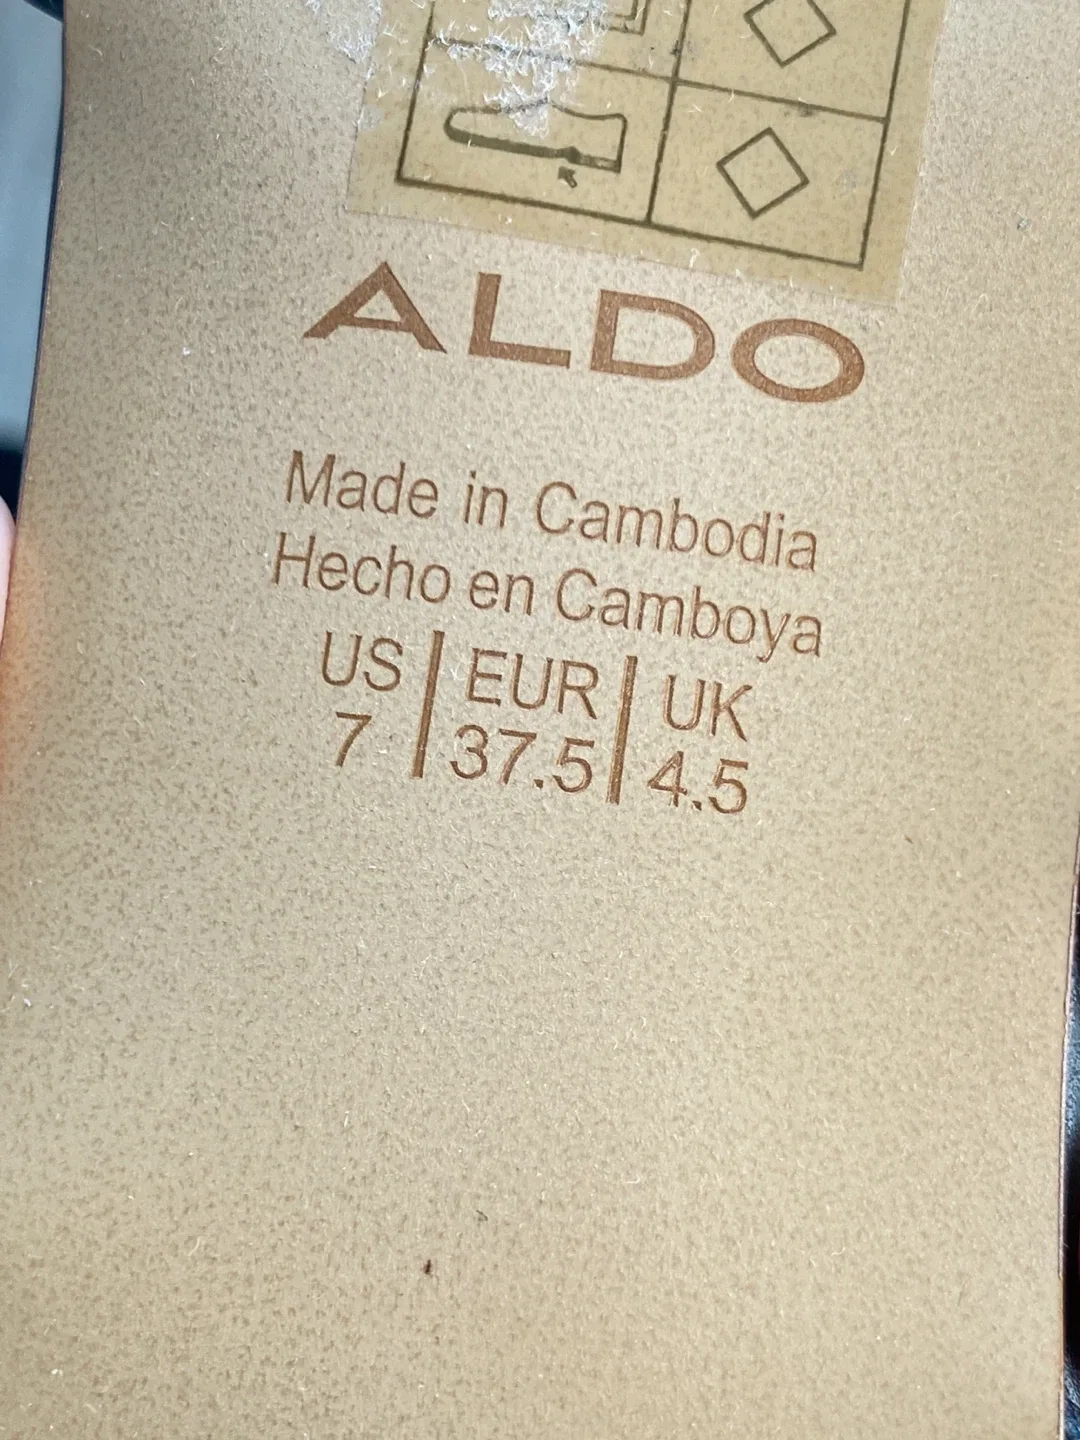 ALDO
Made in Cambodia
Hecho en Camboya
US | EUR | UK
7 | 37.5 | 4.5